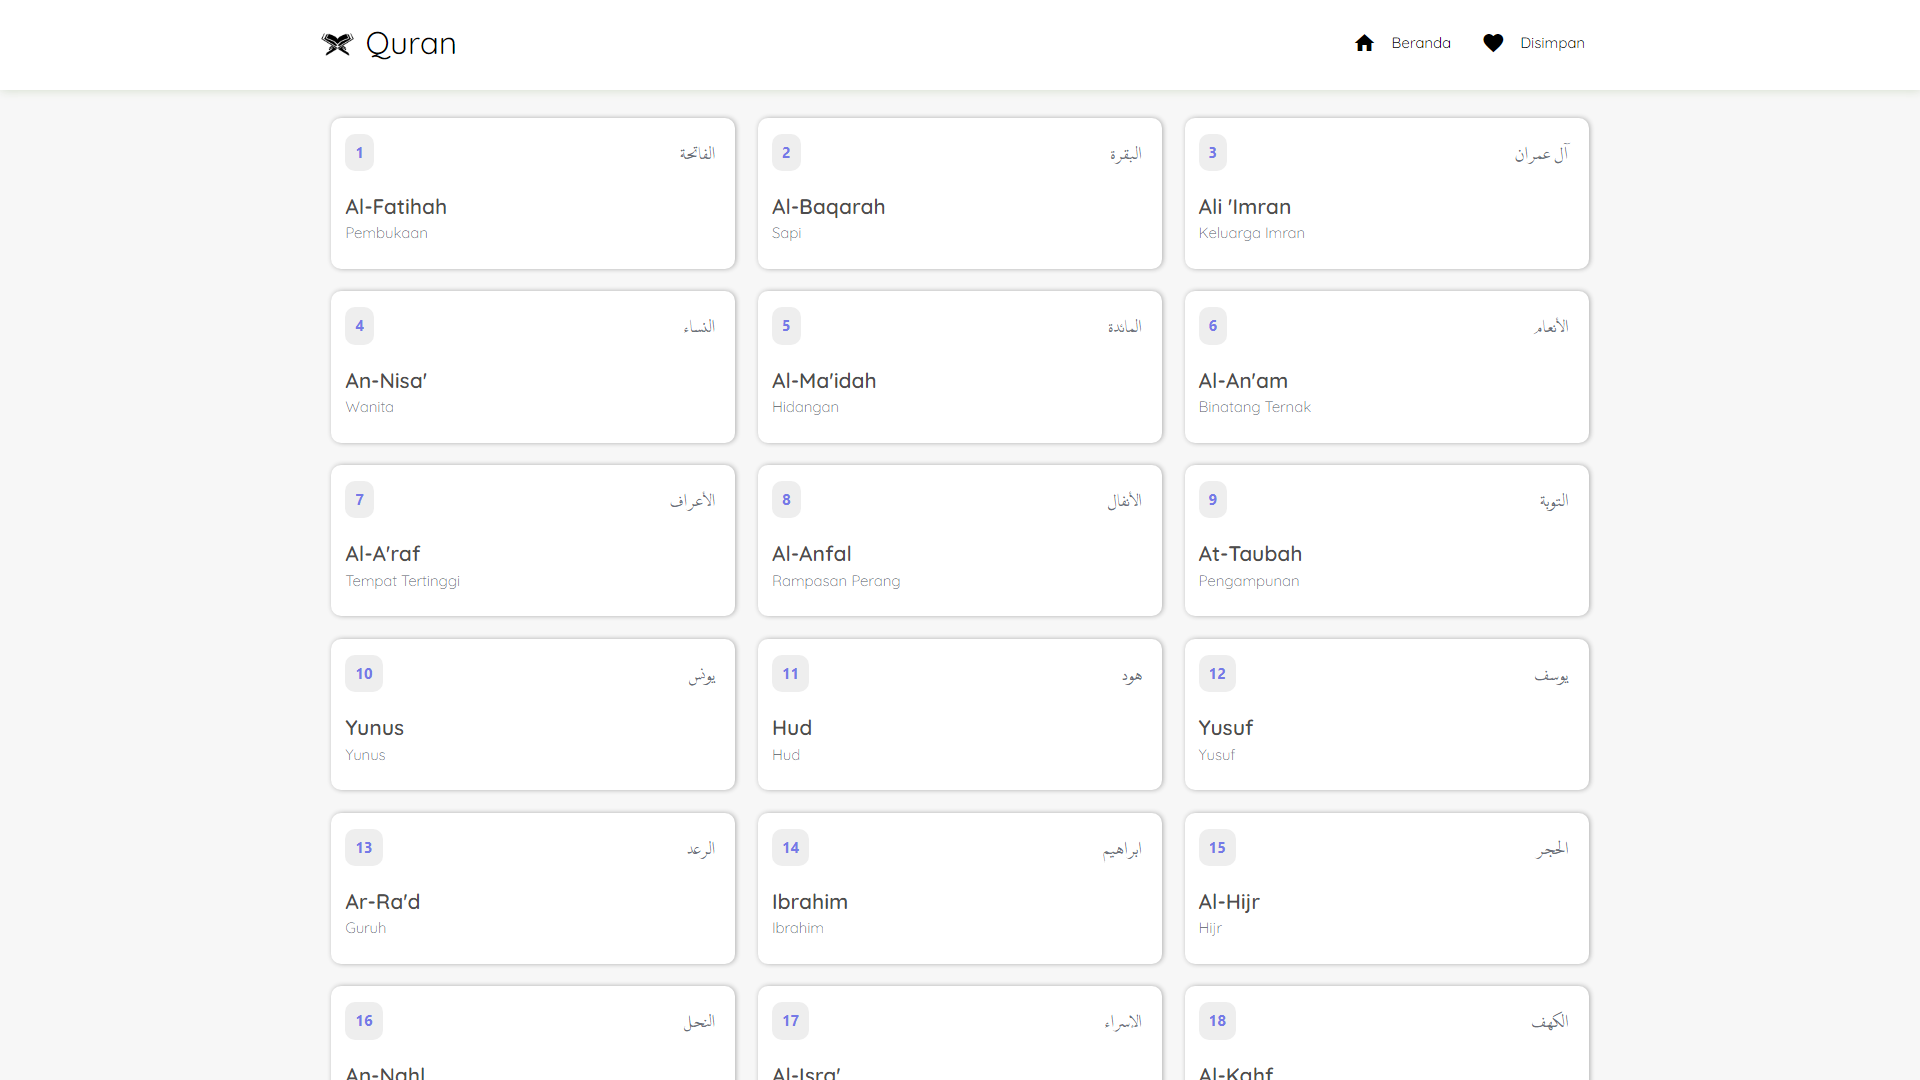 Quran
Beranda
Disimpan
1
الفاتحة
Al-Fatihah
Pembukaan
2
البقرة
Al-Baqarah
Sapi
3
آل عمران
Ali 'Imran
Keluarga Imran
4
النساء
An-Nisa'
Wanita
5
المائدة
Al-Ma'idah
Hidangan
6
الأنعام
Al-An'am
Binatang Ternak
7
الأعراف
Al-A'raf
Tempat Tertinggi
8
الأنفال
Al-Anfal
Rampasan Perang
9
التوبة
At-Taubah
Pengampunan
10
يونس
Yunus
Yunus
11
هود
Hud
Hud
12
يوسف
Yusuf
Yusuf
13
الرعد
Ar-Ra'd
Guruh
14
ابراهيم
Ibrahim
Ibrahim
15
الحجر
Al-Hijr
Hijr
16
النحل
An-Nahl
17
الإسراء
Al-Isra'
18
الكهف
Al-Kahf